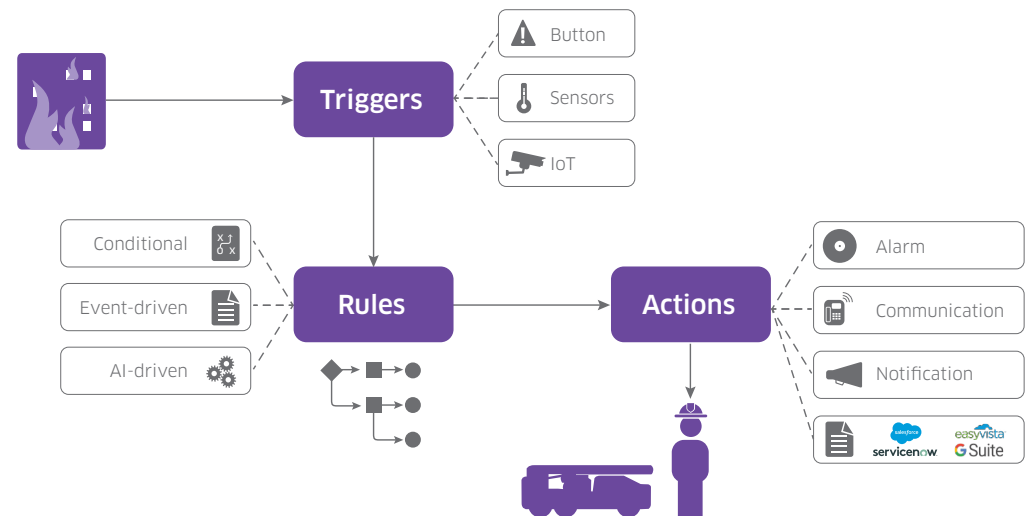 Triggers
Button
Sensors
IoT
Conditional
Event-driven
AI-driven
Rules
Actions
Alarm
Communication
Notification
salesforce
servicenow
easyvista
G Suite